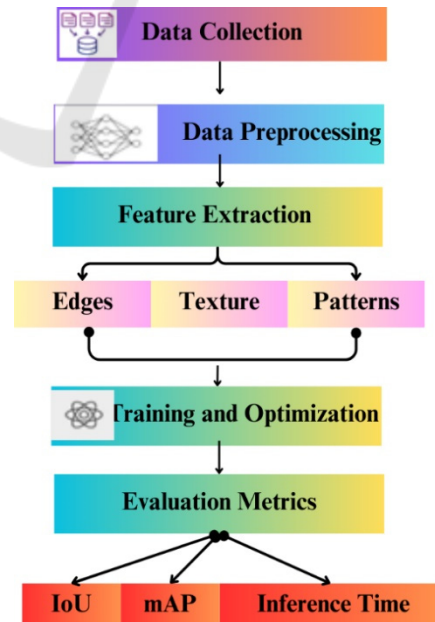 Data Collection
Data Preprocessing
Feature Extraction
Edges Texture Patterns
Training and Optimization
Evaluation Metrics
IoU mAP Inference Time